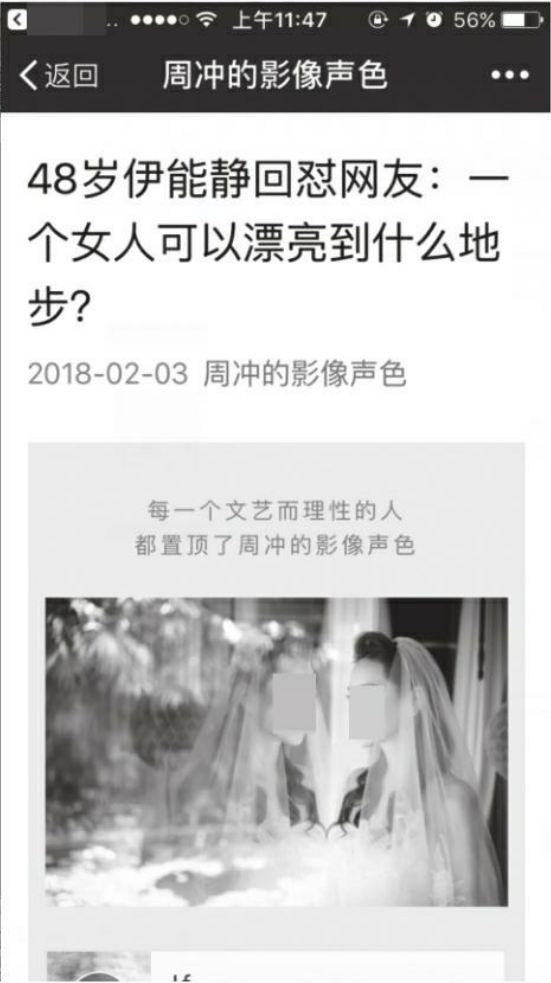 上午11:47
56%
返回
周冲的影像声色
48岁伊能静回怼网友：一
个女人可以漂亮到什么地
步?
2018-02-03 周冲的影像声色
每一个文艺而理性的人
都置顶了周冲的影像声色